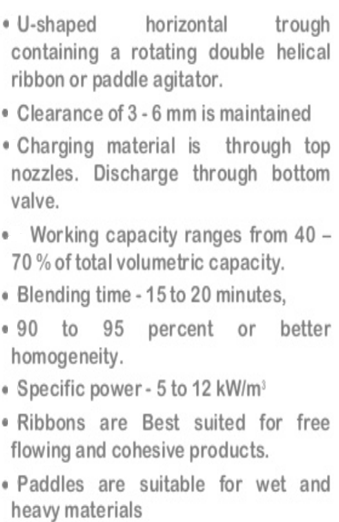 • U-shaped horizontal trough
containing a rotating double helical
ribbon or paddle agitator.
• Clearance of 3 - 6 mm is maintained
• Charging material is through top
nozzles. Discharge through bottom
valve.
• Working capacity ranges from 40 –
70 % of total volumetric capacity.
• Blending time - 15 to 20 minutes,
• 90 to 95 percent or better
homogeneity.
• Specific power - 5 to 12 kW/m³
• Ribbons are Best suited for free
flowing and cohesive products.
• Paddles are suitable for wet and
heavy materials